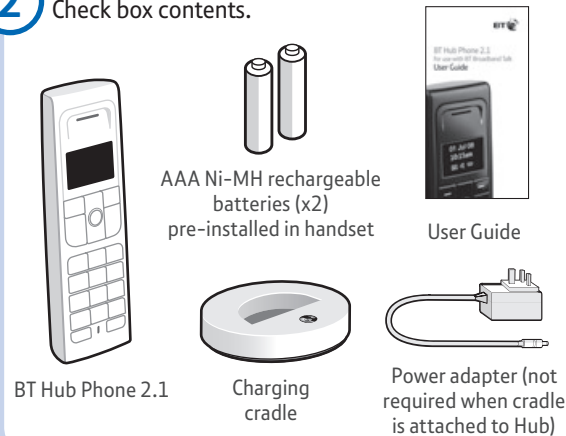 2
Check box contents.
BT
BT Hub Phone 2.1
For use with BT Broadband Talk
User Guide
AAA Ni-MH rechargeable
batteries (x2)
pre-installed in handset
User Guide
BT Hub Phone 2.1
Charging
cradle
Power adapter (not
required when cradle
is attached to Hub)